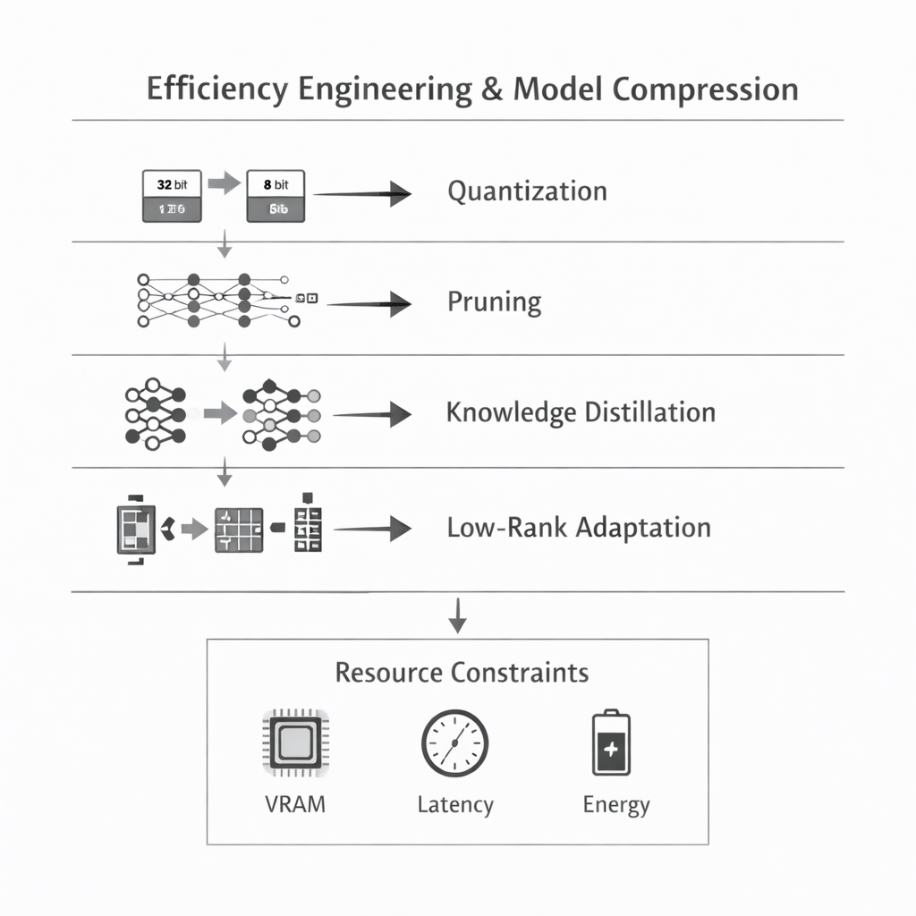 Efficiency Engineering & Model Compression
32 bit
8 bit
Quantization
Pruning
Knowledge Distillation
Low-Rank Adaptation
Resource Constraints
VRAM
Latency
Energy